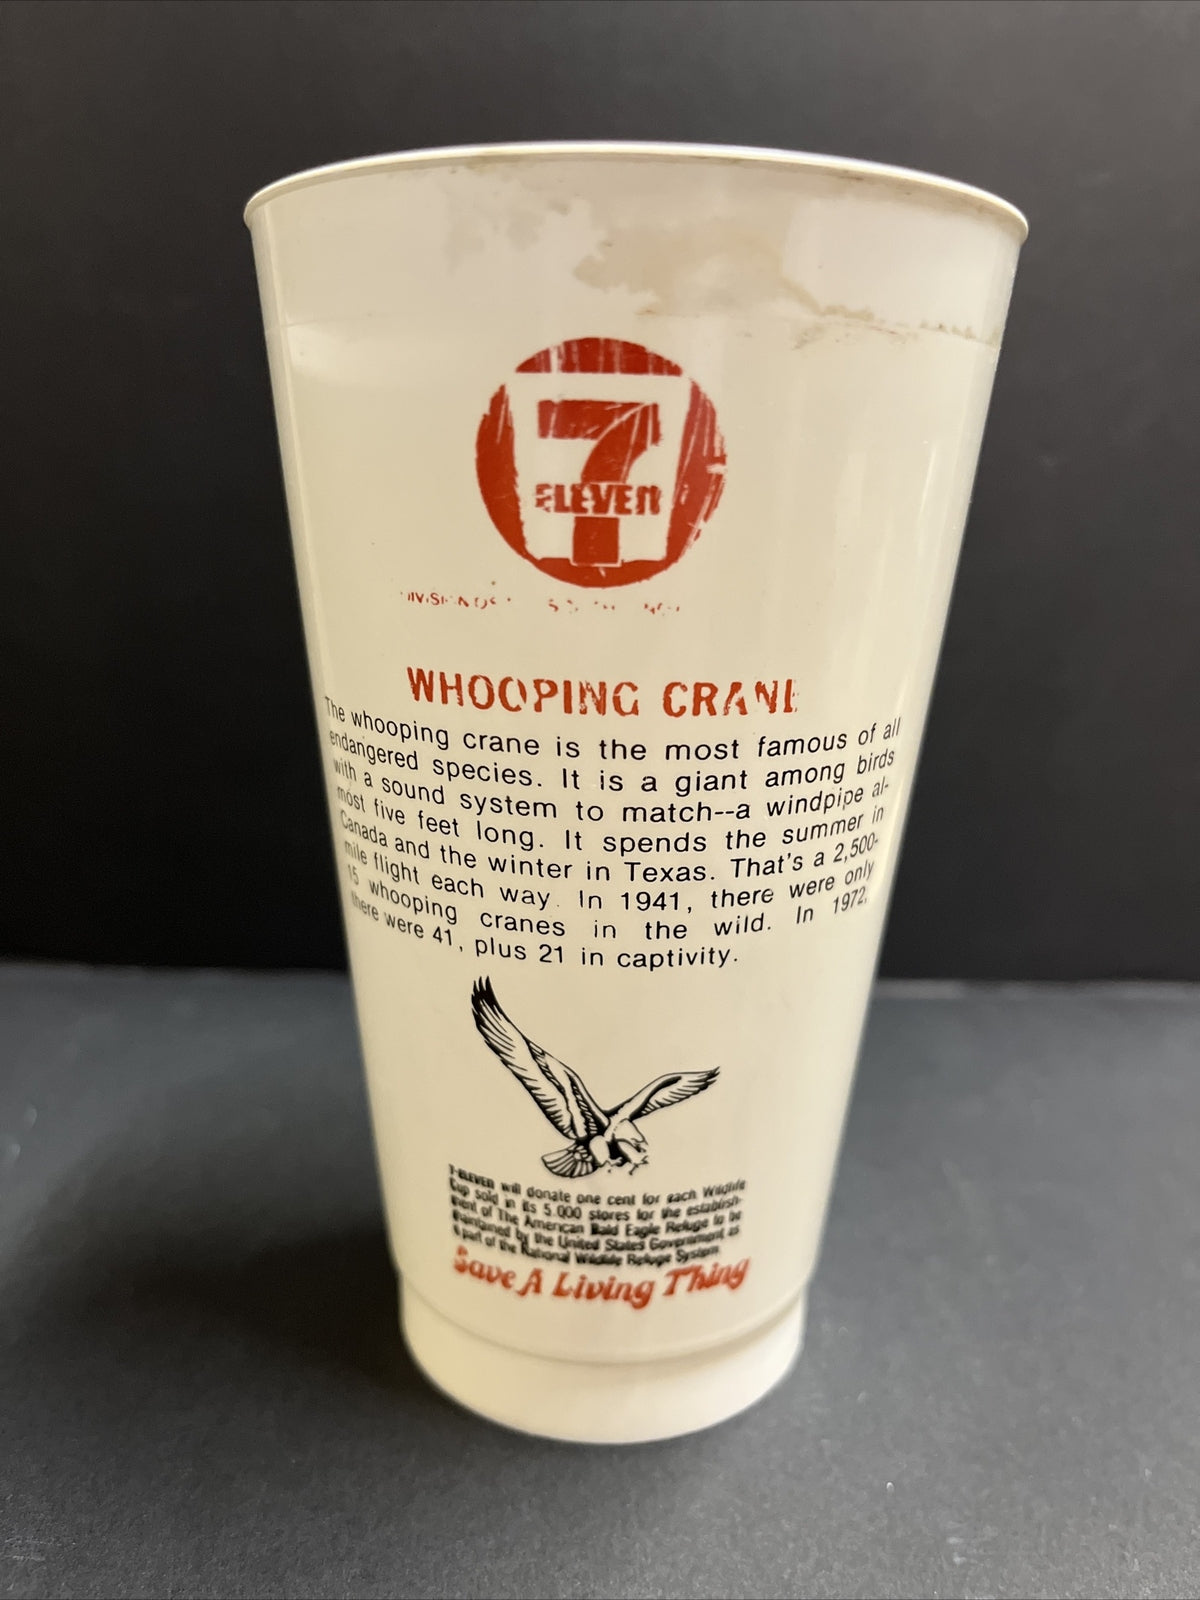 7
ELEVEN
WHOOPING CRANE
The whooping crane is the most famous of all
endangered species. It is a giant among birds
with a sound system to match--a windpipe al-
most five feet long. It spends the summer in
Canada and the winter in Texas. That's a 2,500-
mile flight each way. In 1941, there were only
15 whooping cranes in the wild. In 1972,
there were 41, plus 21 in captivity.
7-ELEVEN will donate one cent for each Wildlife
Cup sold in its 5,000 stores for the establish-
ment of The American Bald Eagle Refuge to be
maintained by the United States Government as
a part of the National Wildlife Refuge System
Save A Living Thing